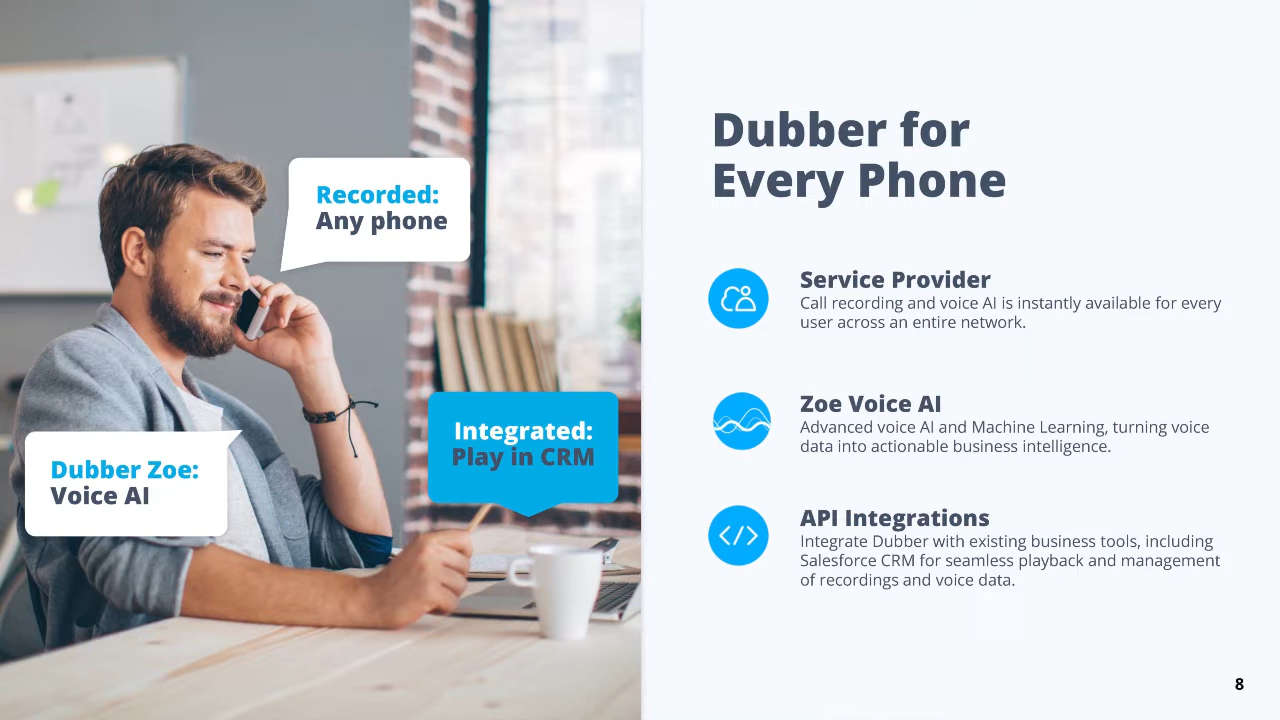 Recorded:
Any phone
Dubber Zoe:
Voice AI
Integrated:
Play in CRM
Dubber for
Every Phone
Service Provider
Call recording and voice AI is instantly available for every
user across an entire network.
Zoe Voice AI
Advanced voice AI and Machine Learning, turning voice
data into actionable business intelligence.
API Integrations
Integrate Dubber with existing business tools, including
Salesforce CRM for seamless playback and management
of recordings and voice data.
8